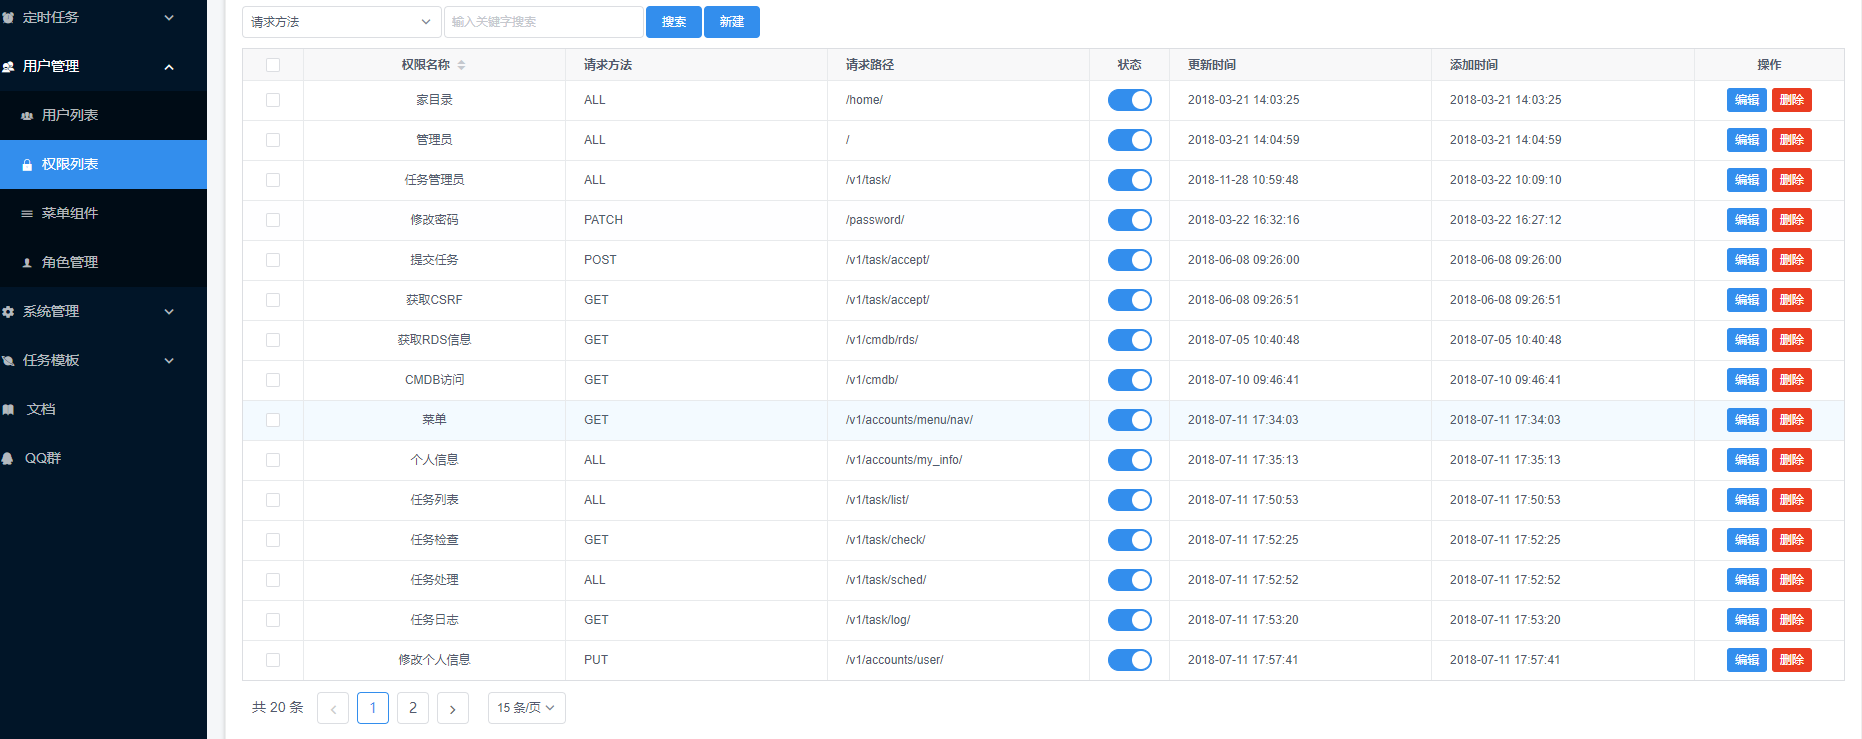 定时任务
用户管理
用户列表
权限列表
菜单组件
角色管理
系统管理
任务模板
文档
QQ群
请求方法 输入关键字搜索 搜索 新建
权限名称 请求方法 请求路径 状态 更新时间 添加时间 操作
家目录 ALL /home/ 2018-03-21 14:03:25 2018-03-21 14:03:25 编辑 删除
管理员 ALL / 2018-03-21 14:04:59 2018-03-21 14:04:59 编辑 删除
任务管理员 ALL /v1/task/ 2018-11-28 10:59:48 2018-03-22 10:09:10 编辑 删除
修改密码 PATCH /password/ 2018-03-22 16:32:16 2018-03-22 16:27:12 编辑 删除
提交任务 POST /v1/task/accept/ 2018-06-08 09:26:00 2018-06-08 09:26:00 编辑 删除
获取CSRF GET /v1/task/accept/ 2018-06-08 09:26:51 2018-06-08 09:26:51 编辑 删除
获取RDS信息 GET /v1/cmdb/rds/ 2018-07-05 10:40:48 2018-07-05 10:40:48 编辑 删除
CMDB访问 GET /v1/cmdb/ 2018-07-10 09:46:41 2018-07-10 09:46:41 编辑 删除
菜单 GET /v1/accounts/menu/nav/ 2018-07-11 17:34:03 2018-07-11 17:34:03 编辑 删除
个人信息 ALL /v1/accounts/my_info/ 2018-07-11 17:35:13 2018-07-11 17:35:13 编辑 删除
任务列表 ALL /v1/task/list/ 2018-07-11 17:50:53 2018-07-11 17:50:53 编辑 删除
任务检查 GET /v1/task/check/ 2018-07-11 17:52:25 2018-07-11 17:52:25 编辑 删除
任务处理 ALL /v1/task/sched/ 2018-07-11 17:52:52 2018-07-11 17:52:52 编辑 删除
任务日志 GET /v1/task/log/ 2018-07-11 17:53:20 2018-07-11 17:53:20 编辑 删除
修改个人信息 PUT /v1/accounts/user/ 2018-07-11 17:57:41 2018-07-11 17:57:41 编辑 删除
共 20 条 1 2 15 条/页